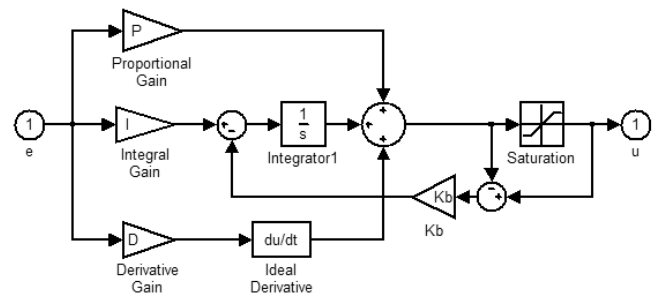 P
Proportional
Gain
1
e
I
Integral
Gain
1
s
Integrator1
Saturation
1
u
Kb
Kb
D
Derivative
Gain
du/dt
Ideal
Derivative